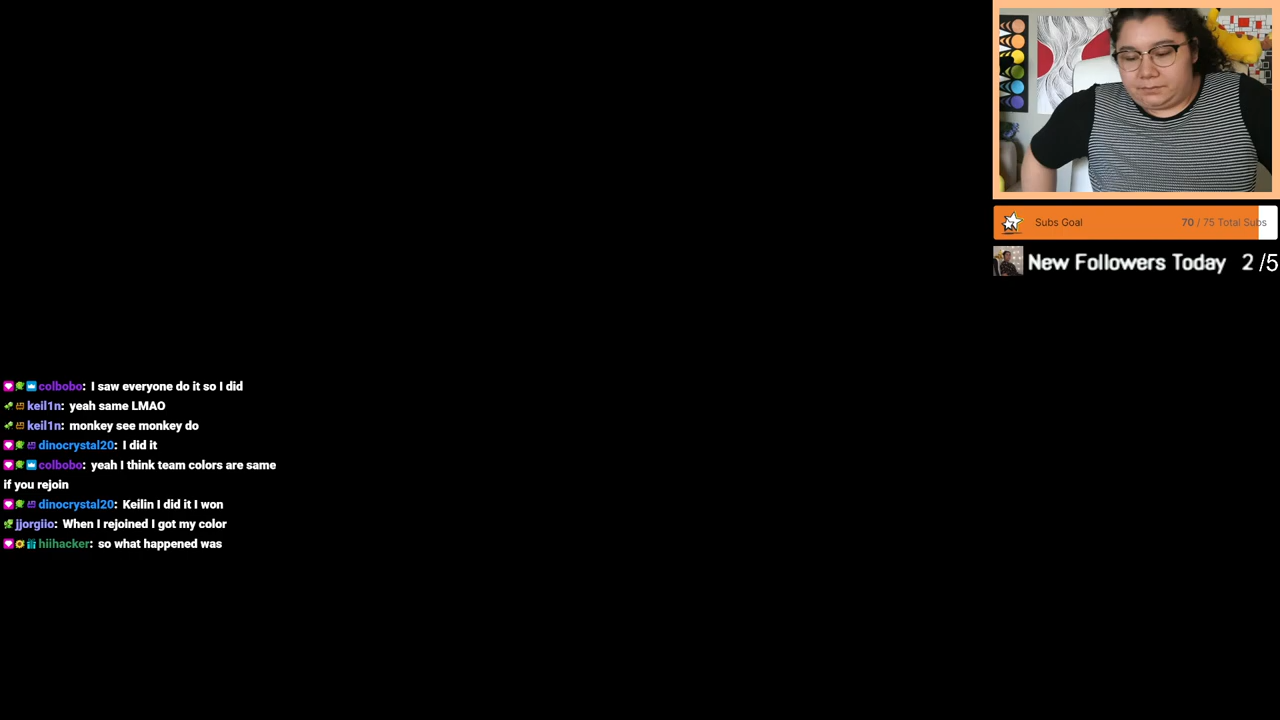 Subs Goal 70 / 75 Total Subs
New Followers Today 2 /5
colbobo: I saw everyone do it so I did
keil1n: yeah same LMAO
keil1n: monkey see monkey do
dinocrystal20: I did it
colbobo: yeah I think team colors are same
if you rejoin
dinocrystal20: Keilin I did it I won
jjorgiio: When I rejoined I got my color
hiihacker: so what happened was